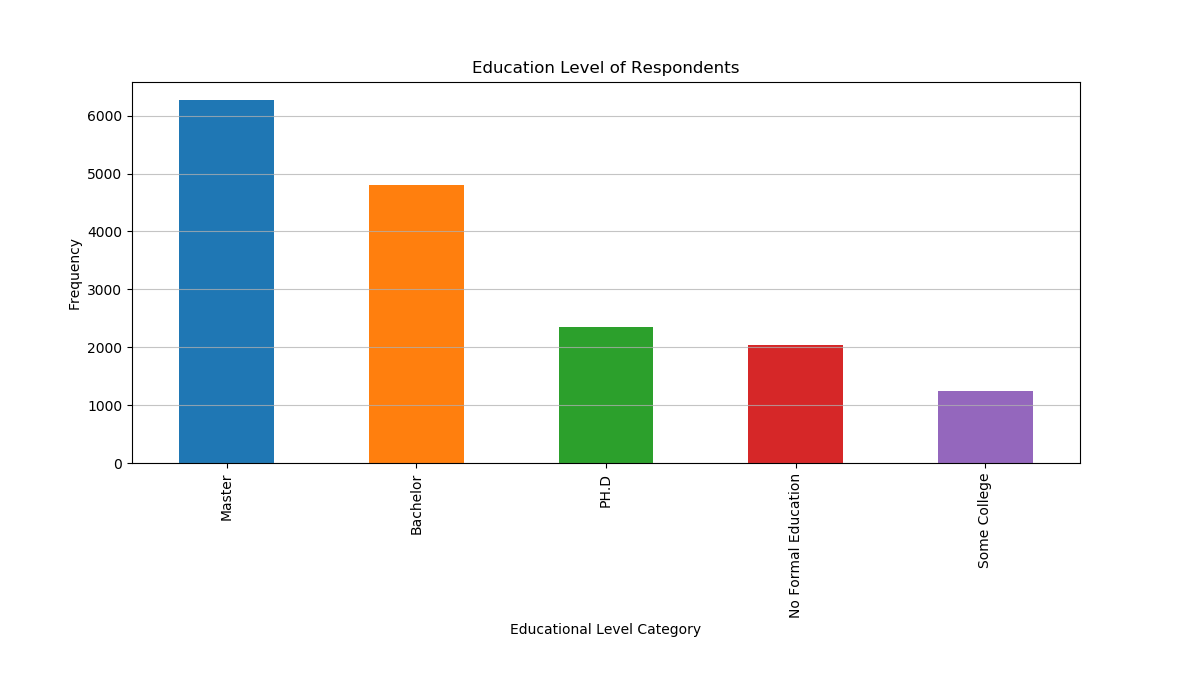 Education Level of Respondents
Frequency
6000
5000
4000
3000
2000
1000
0
Master
Bachelor
PH.D
No Formal Education
Some College
Educational Level Category